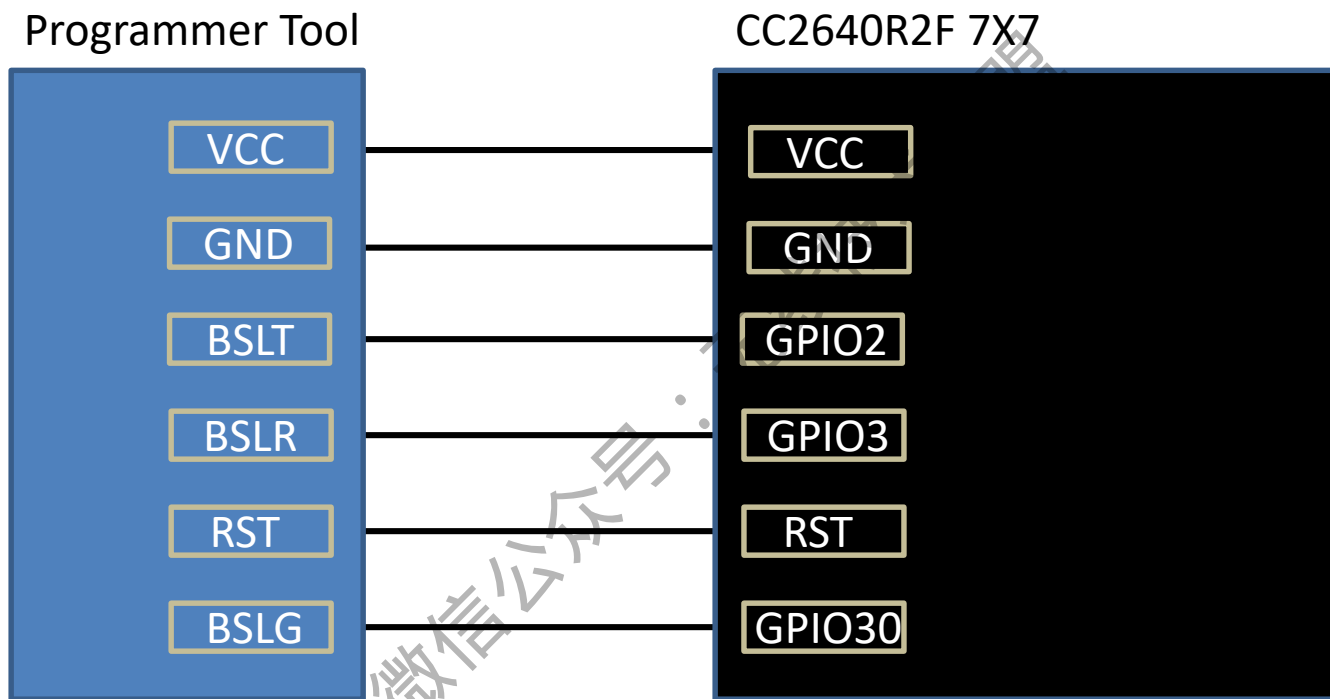 Programmer Tool
CC2640R2F 7X7
VCC
VCC
GND
GND
BSLT
GPIO2
BSLR
GPIO3
RST
RST
BSLG
GPIO30
微信公众号：